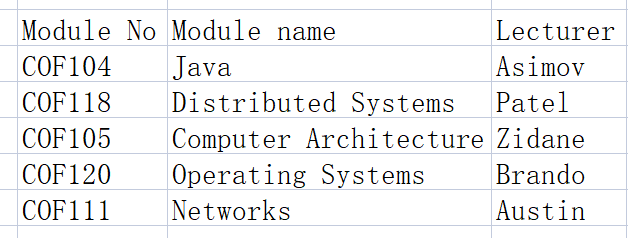 Module No Module name Lecturer
COF104 Java Asimov
COF118 Distributed Systems Patel
COF105 Computer Architecture Zidane
COF120 Operating Systems Brando
COF111 Networks Austin